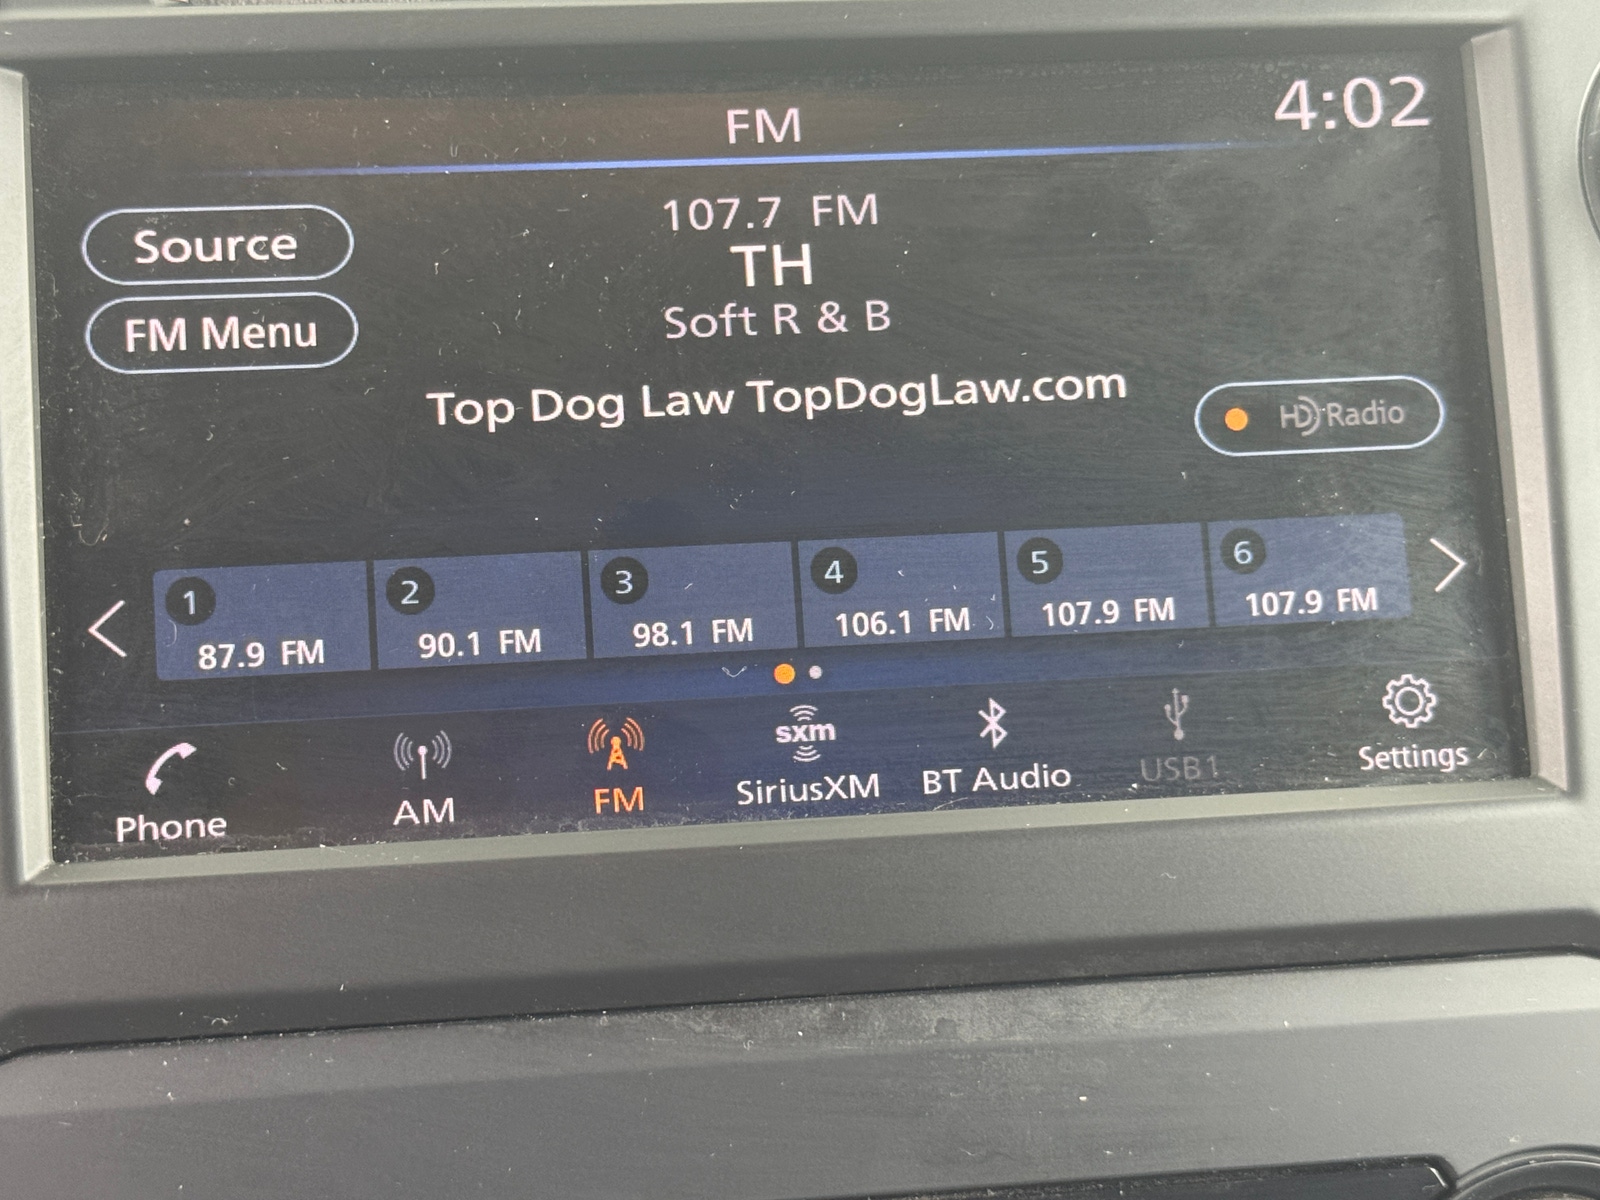 FM
4:02
Source
FM Menu
107.7 FM
TH
Soft R & B
Top Dog Law TopDogLaw.com
HD Radio
1
87.9 FM
2
90.1 FM
3
98.1 FM
4
106.1 FM
5
107.9 FM
6
107.9 FM
Phone
AM
FM
sxm
SiriusXM
BT Audio
USB1
Settings